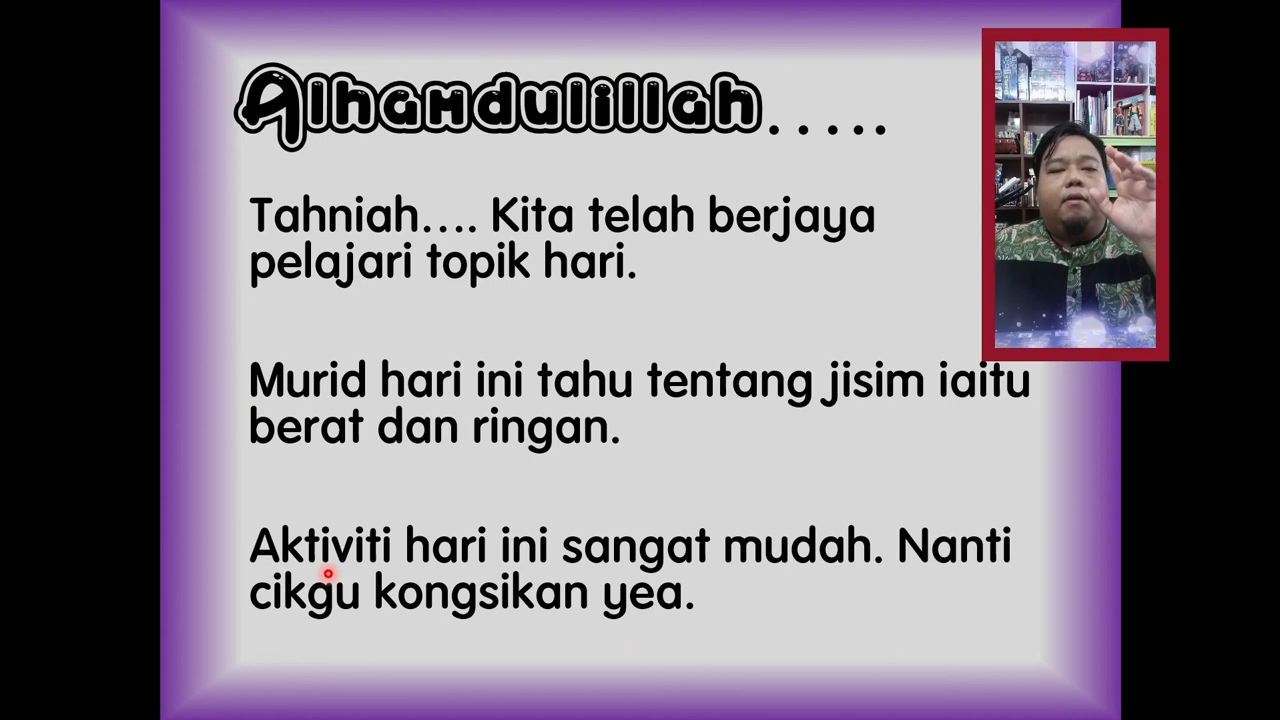 Alhamdulillah.....
Tahniah.... Kita telah berjaya
pelajari topik hari.
Murid hari ini tahu tentang jisim iaitu
berat dan ringan.
Aktiviti hari ini sangat mudah. Nanti
cikgu kongsikan yea.